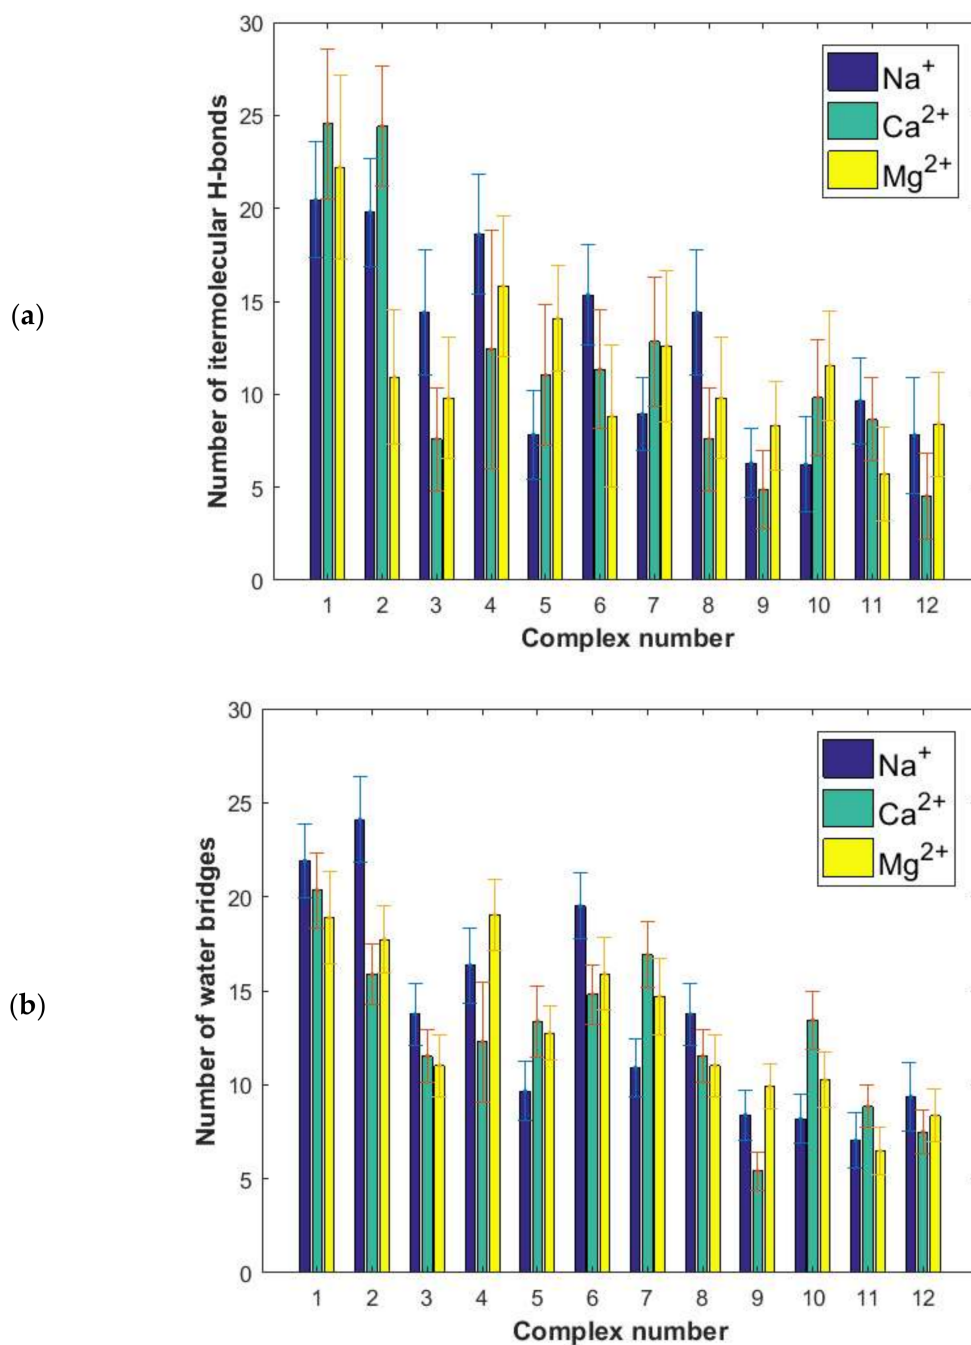 (a)
Number of itermolecular H-bonds
30
25
20
15
10
5
0
Na+
Ca2+
Mg2+
1 2 3 4 5 6 7 8 9 10 11 12
Complex number
(b)
Number of water bridges
30
25
20
15
10
5
0
Na+
Ca2+
Mg2+
1 2 3 4 5 6 7 8 9 10 11 12
Complex number